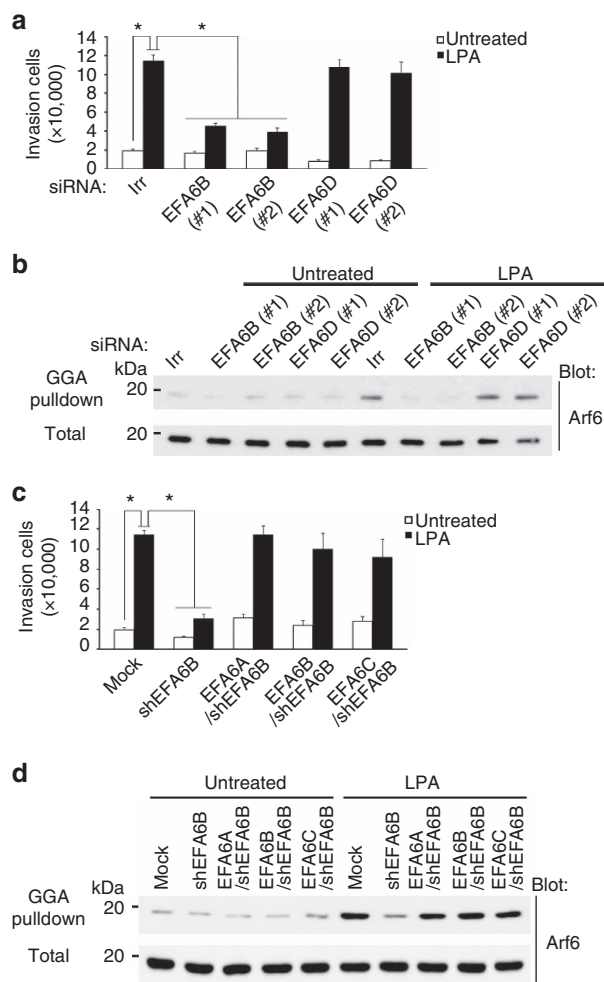 a
Untreated
LPA
* *
Invasion cells
(×10,000)
12
10
8
6
4
2
0
siRNA:
Irr
EFA6B
(#1)
EFA6B
(#2)
EFA6D
(#1)
EFA6D
(#2)
b
Untreated LPA
siRNA: Irr EFA6B (#1) EFA6B (#2) EFA6D (#1) EFA6D (#2) Irr EFA6B (#1) EFA6B (#2) EFA6D (#1) EFA6D (#2)
kDa Blot:
GGA
pulldown
20
Total 20
Arf6
c
Untreated
LPA
* *
Invasion cells
(×10,000)
14
12
10
8
6
4
2
0
Mock
shEFA6B
EFA6A
/shEFA6B
EFA6B
/shEFA6B
EFA6C
/shEFA6B
d
Untreated LPA
Mock
shEFA6B
EFA6A
/shEFA6B
EFA6B
/shEFA6B
EFA6C
/shEFA6B
Mock
shEFA6B
EFA6A
/shEFA6B
EFA6B
/shEFA6B
EFA6C
/shEFA6B
kDa Blot:
GGA
pulldown
20
Total 20
Arf6